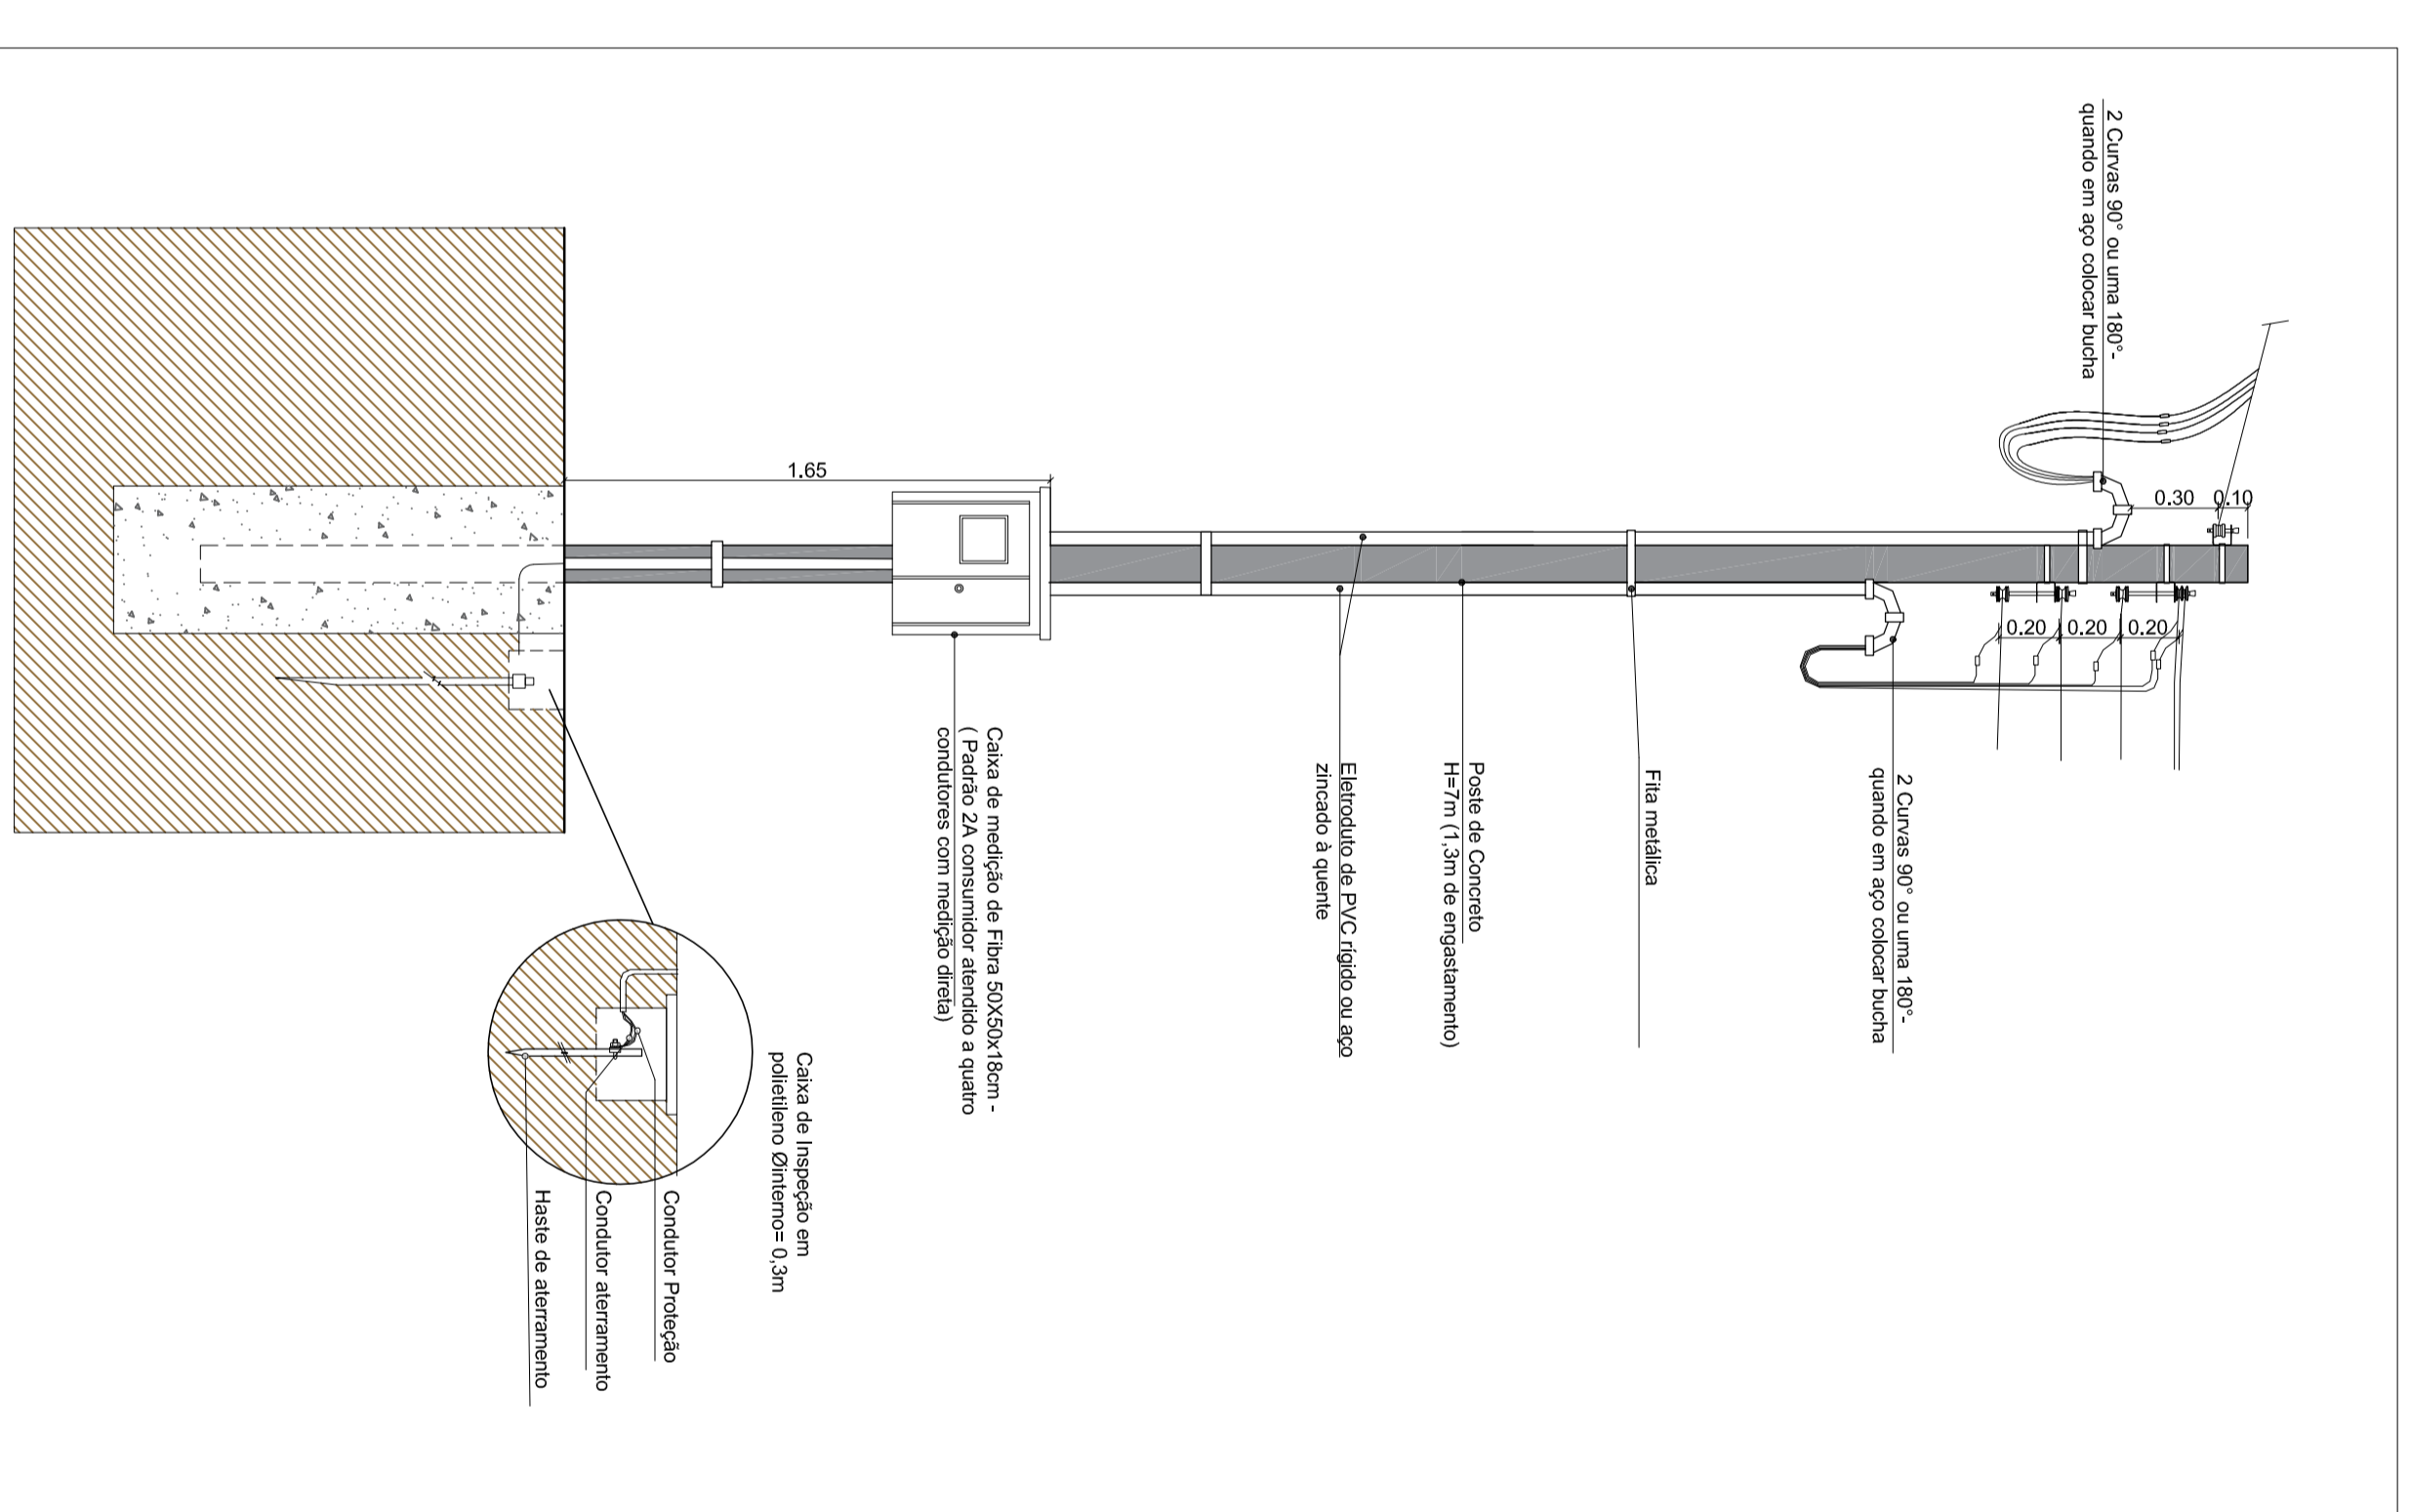 2 Curvas 90° ou uma 180°-
quando em aço colocar bucha
0.10
0.30
0.20
0.20
0.20
2 Curvas 90° ou uma 180°-
quando em aço colocar bucha
Fita metálica
Poste de Concreto
H=7m (1,3m de engastamento)
Eletroduto de PVC rígido ou aço
zincado à quente
1.65
Caixa de medição de Fibra 50X50x18cm -
( Padrão 2A consumidor atendido a quatro
condutores com medição direta)
Caixa de Inspeção em
polietileno Øinterno= 0,3m
Condutor Proteção
Condutor aterramento
Haste de aterramento